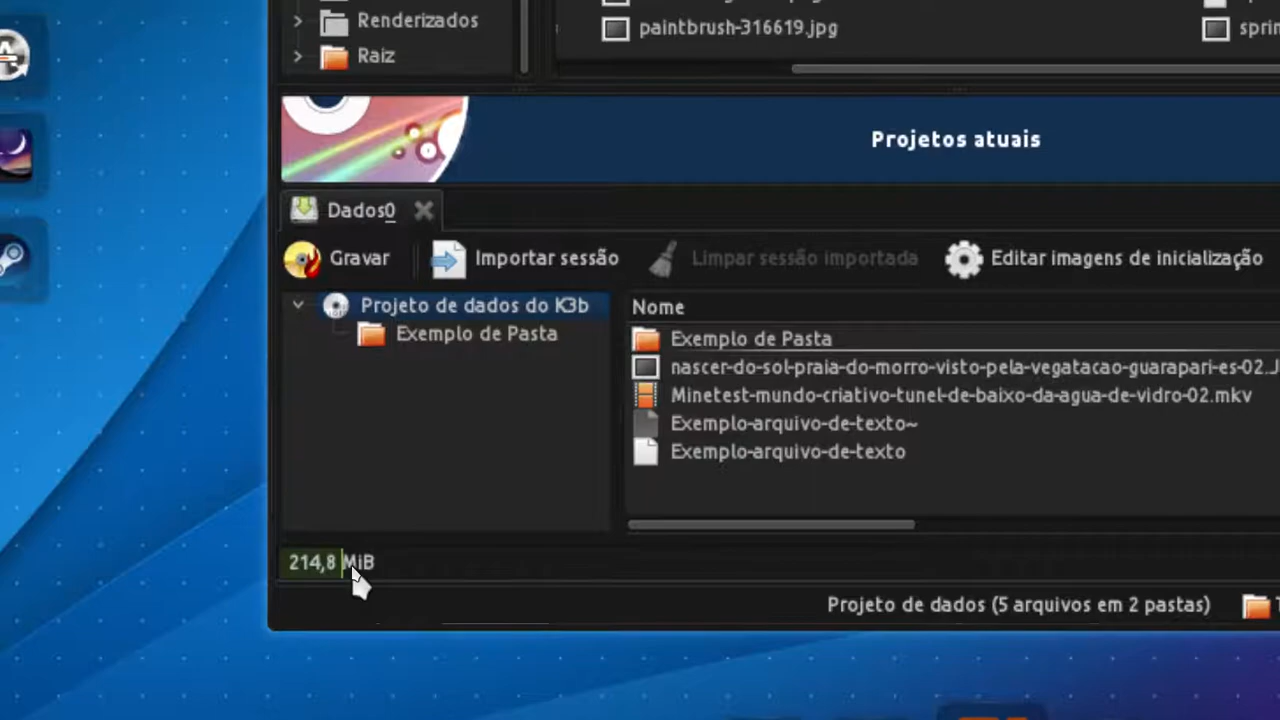 Renderizados
paintbrush-316619.jpg
Raiz
Projetos atuais
Dados0
Gravar
Importar sessão
Limpar sessão importada
Editar imagens de inicialização
Projeto de dados do K3b
Exemplo de Pasta
Nome
Exemplo de Pasta
nascer-do-sol-praia-do-morro-visto-pela-vegatacao-guarapari-es-02.J
Minetest-mundo-criativo-tunel-de-baixo-da-agua-de-vidro-02.mkv
Exemplo-arquivo-de-texto~
Exemplo-arquivo-de-texto
214,8 MiB
Projeto de dados (5 arquivos em 2 pastas)